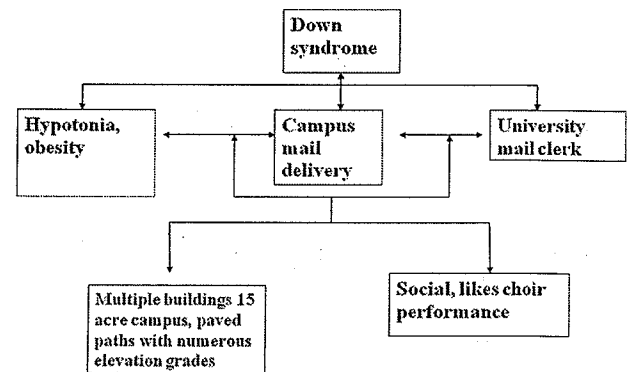 Down
syndrome
Hypotonia,
obesity
Campus
mail
delivery
University
mail clerk
Multiple buildings 15
acre campus, paved
paths with numerous
elevation grades
Social, likes choir
performance